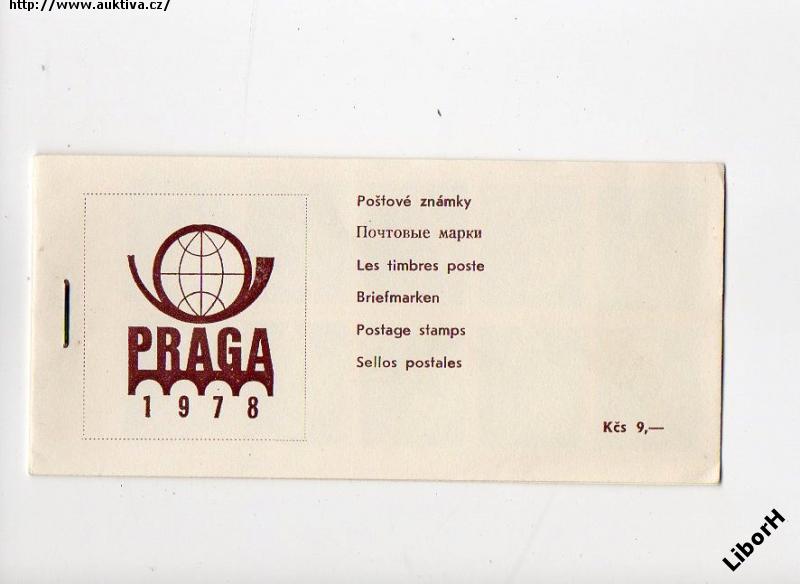 http://www.auktiva.cz/
PRAGA
1978
Poštové známky
Почтовые марки
Les timbres poste
Briefmarken
Postage stamps
Sellos postales
Kčs 9,—
LiborH